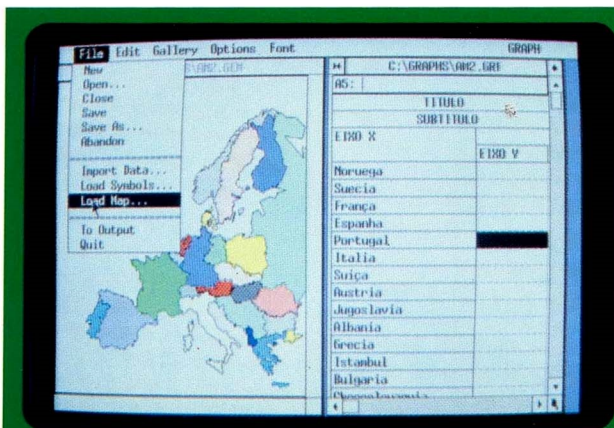 File Edit Gallery Options Font GRAPH
New
Open...
Close
Save
Save As...
Abandon
Import Data...
Load Symbols...
Load Map...
To Output
Quit
S\AM2.GEM
C:\GRAPHS\AM2.GRF
A5:
TITULO
SUBTITULO
EIXO X
EIXO Y
Noruega
Suecia
França
Espanha
Portugal
Italia
Suiça
Austria
Jugoslavia
Albania
Grecia
Istambul
Bulgaria